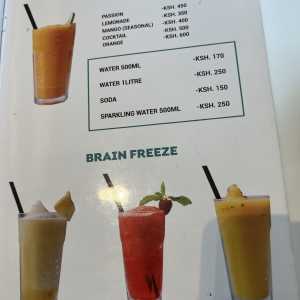 PASSION -KSH. 450
LEMONADE -KSH. 350
MANGO (SEASONAL) -KSH. 400
COCKTAIL -KSH. 500
ORANGE -KSH. 600
WATER 500ML -KSH. 170
WATER 1LITRE -KSH. 250
SODA -KSH. 150
SPARKLING WATER 500ML -KSH. 250
BRAIN FREEZE